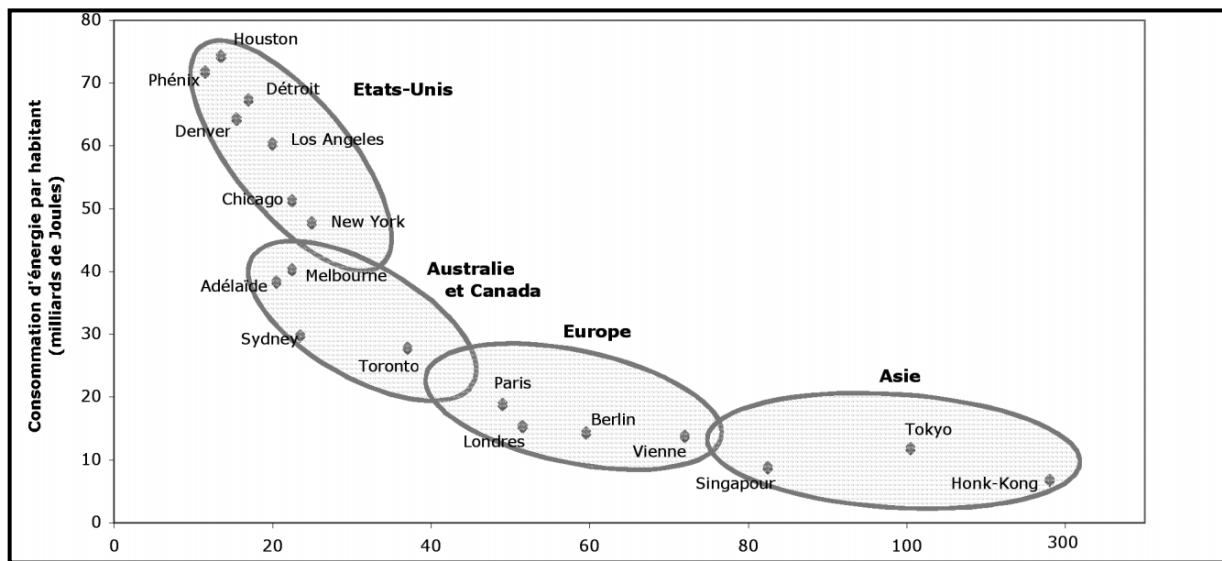 80
Houston
70
Phénix
Détroit
Etats-Unis
Denver
60
Los Angeles
Chicago
50
New York
Consommation d'énergie par habitant
(milliards de Joules)
40
Melbourne
Australie
et Canada
Adélaïde
30
Sydney
Europe
Toronto
20
Paris
Asie
Berlin
Tokyo
Londres
Vienne
10
Singapour
Honk-Kong
0
0
20
40
60
80
100
300